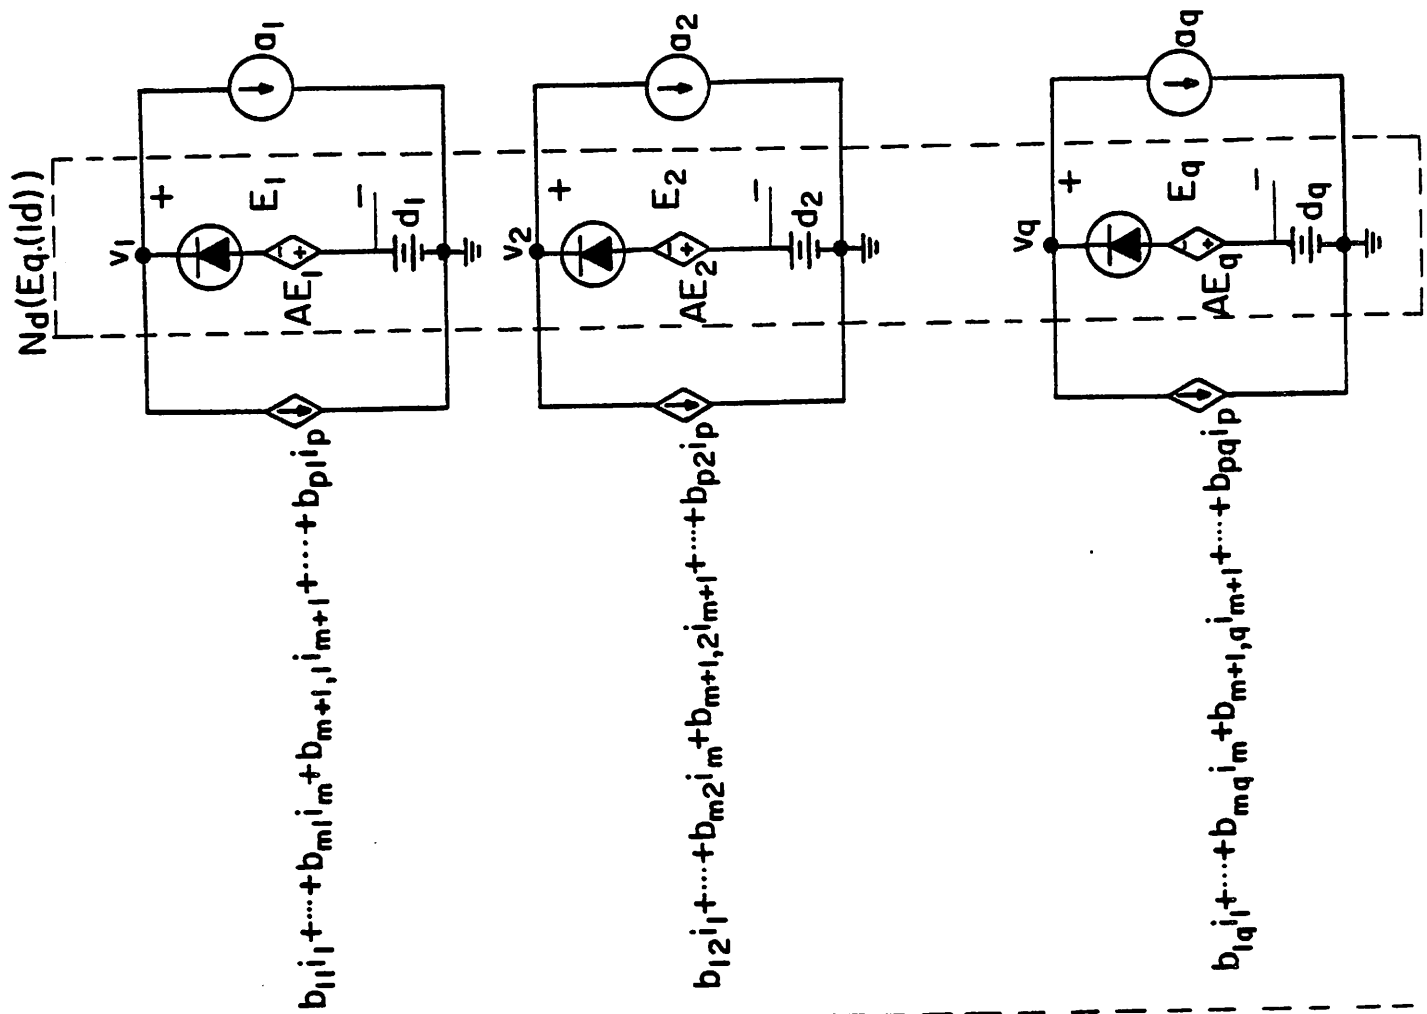 Nd(Eq.(1d))
v1
+
E1
AE1
-
+
−
d1
a1
b11i1+....+bm1im+bm+1,1im+1+.....+bp1ip
v2
+
E2
AE2
-
+
−
d2
a2
b12i1+....+bm2im+bm+1,2im+1+....+bp2ip
vq
+
Eq
AEq
-
+
−
dq
aq
b1qi1+....+bmqim+bm+1,qim+1+....+bpqip